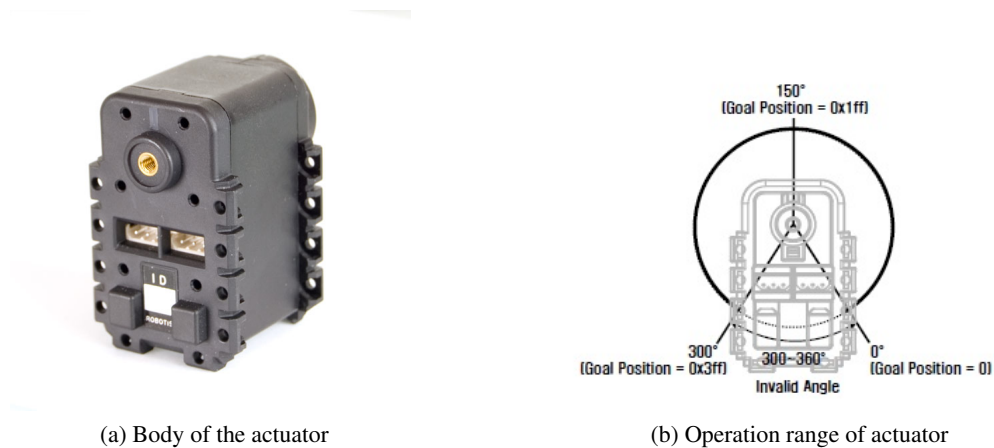 I D
ROBOTIS
150°
(Goal Position = 0x1ff)
300°
(Goal Position = 0x3ff)
300~360°
0°
(Goal Position = 0)
Invalid Angle
(a) Body of the actuator
(b) Operation range of actuator